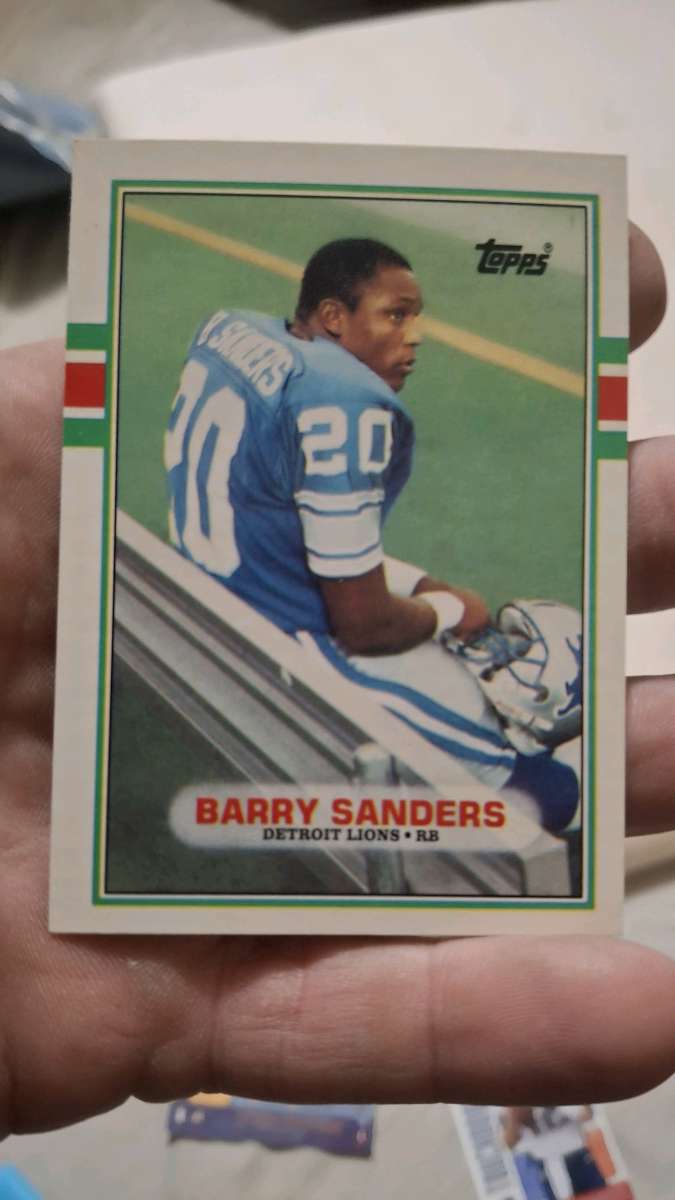 Topps®
B. SANDERS
20
20
BARRY SANDERS
DETROIT LIONS • RB